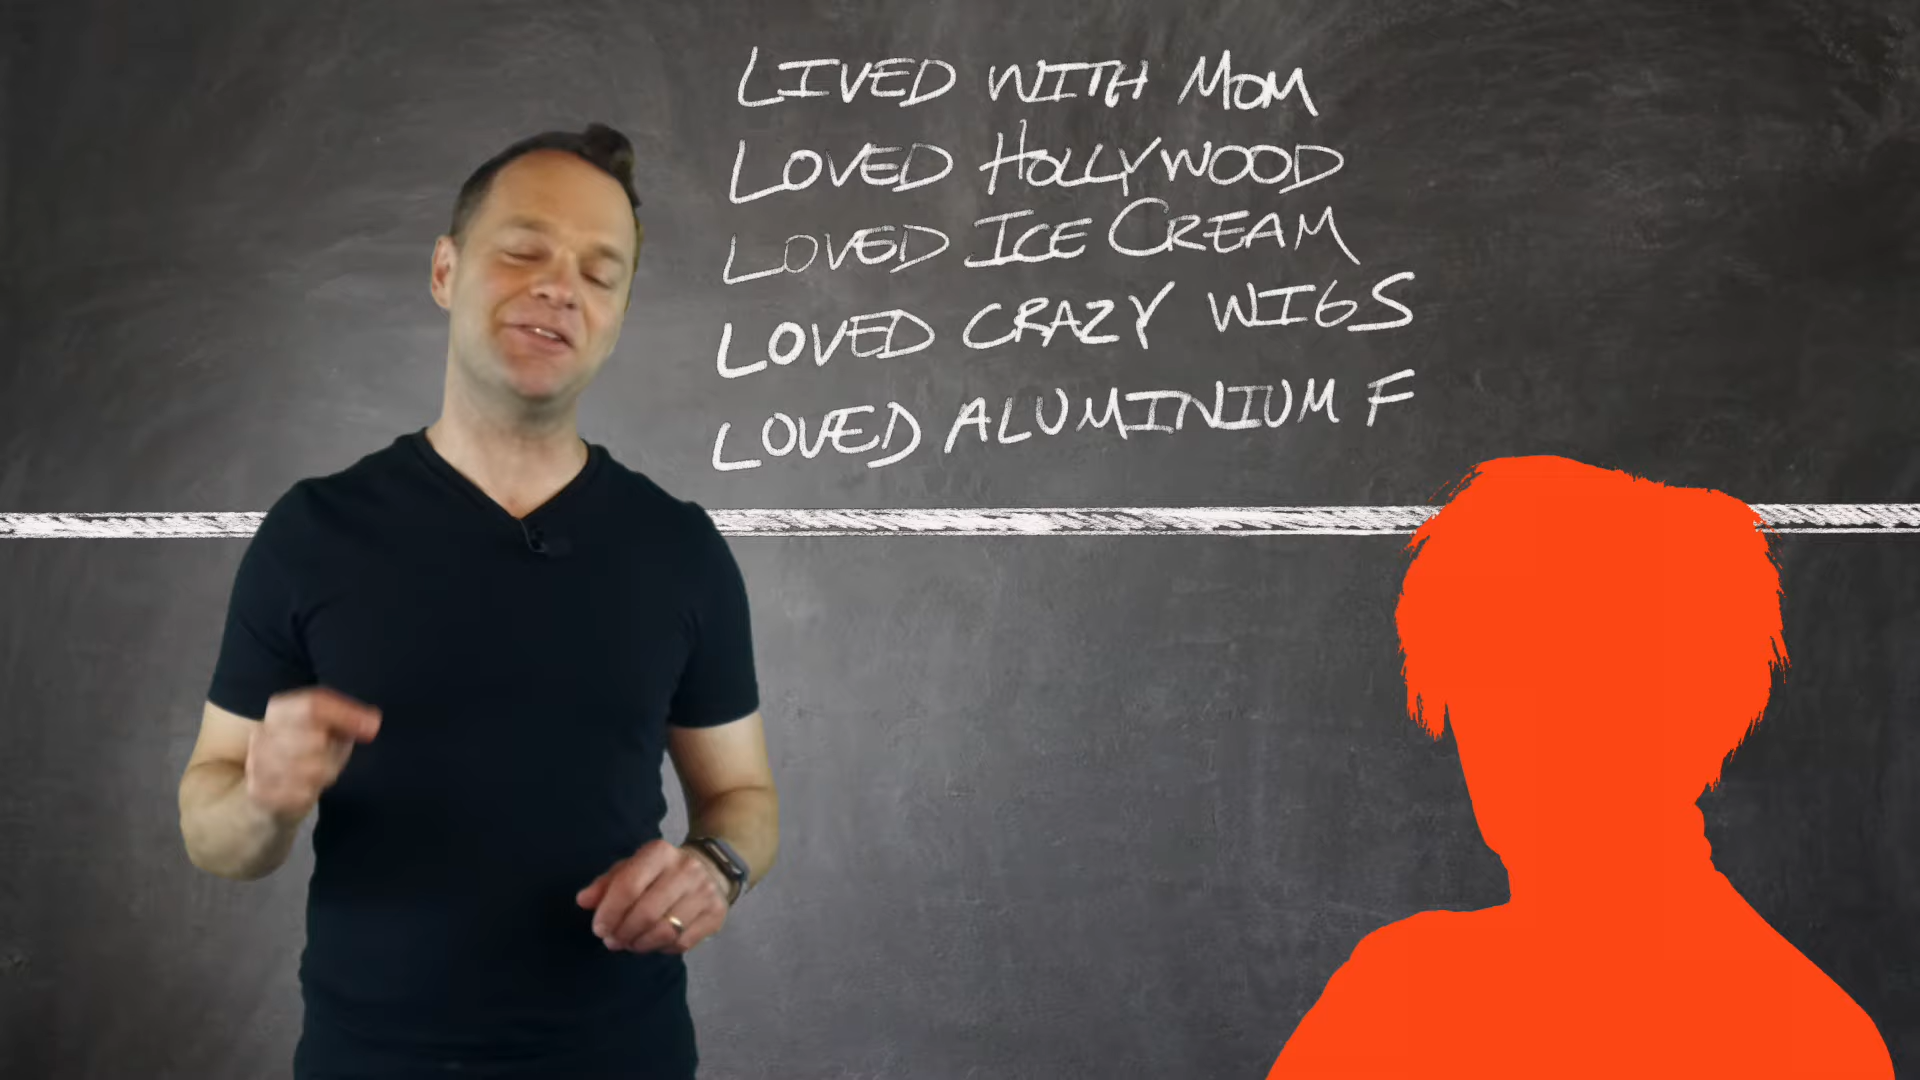 LIVED WITH MOM
LOVED HOLLYWOOD
LOVED ICE CREAM
LOVED CRAZY WIGS
LOVED ALUMINIUM F